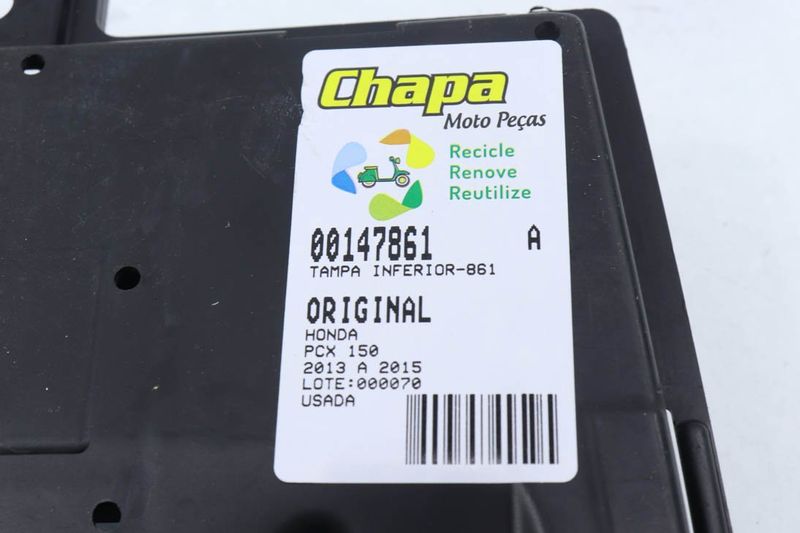 Chapa
Moto Peças
Recicle
Renove
Reutilize
00147861 A
TAMPA INFERIOR-861
ORIGINAL
HONDA
PCX 150
2013 A 2015
LOTE:000070
USADA